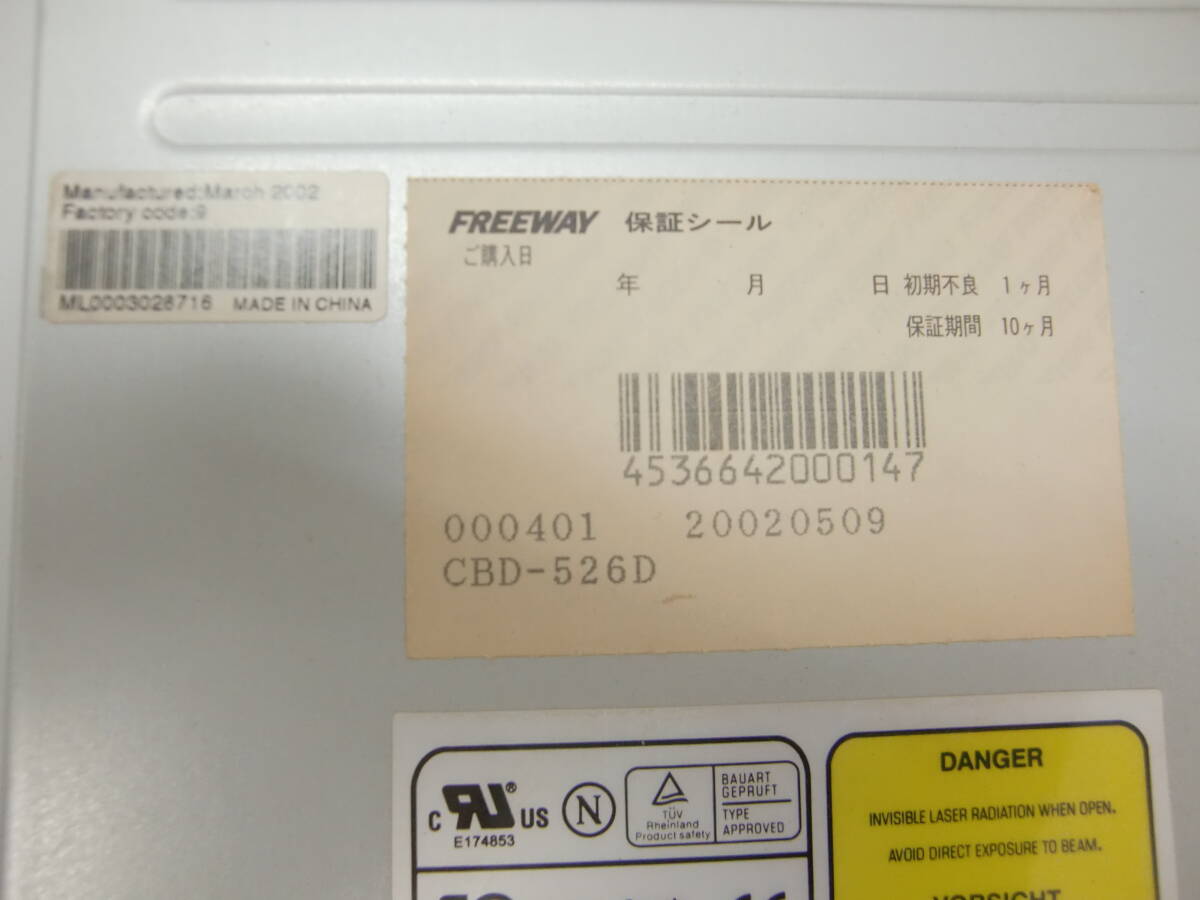 Manufactured:March 2002
Factory code:9
ML0003028716 MADE IN CHINA
FREEWAY 保証シール
ご購入日
年 月 日 初期不良 1ヶ月
保証期間 10ヶ月
4536642000147
000401 20020509
CBD-526D
C RU® US
E174853
N
TÜV
Rheinland
Product safety
BAUART
GEPRUFT
TYPE
APPROVED
DANGER
INVISIBLE LASER RADIATION WHEN OPEN.
AVOID DIRECT EXPOSURE TO BEAM.
VORSICHT